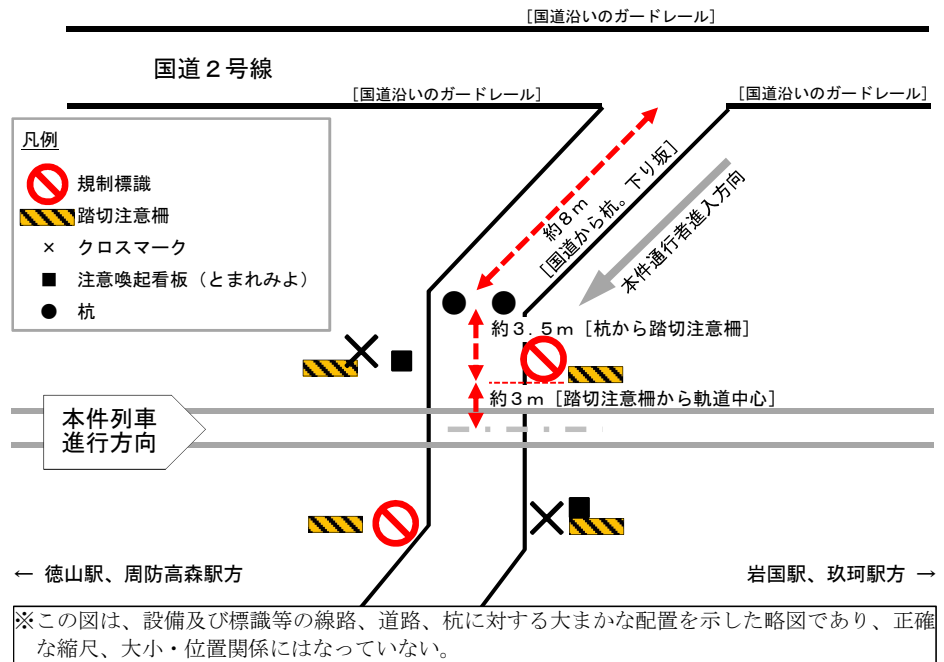 [国道沿いのガードレール]
国道２号線
[国道沿いのガードレール]
[国道沿いのガードレール]
凡例
規制標識
踏切注意柵
クロスマーク
注意喚起看板（とまれみよ）
杭
約８ｍ
[国道から杭。下り坂]
本件通行者進入方向
約３.５ｍ［杭から踏切注意柵］
約３ｍ［踏切注意柵から軌道中心］
本件列車
進行方向
← 徳山駅、周防高森駅方
岩国駅、玖珂駅方 →
※この図は、設備及び標識等の線路、道路、杭に対する大まかな配置を示した略図であり、正確
な縮尺、大小・位置関係にはなっていない。